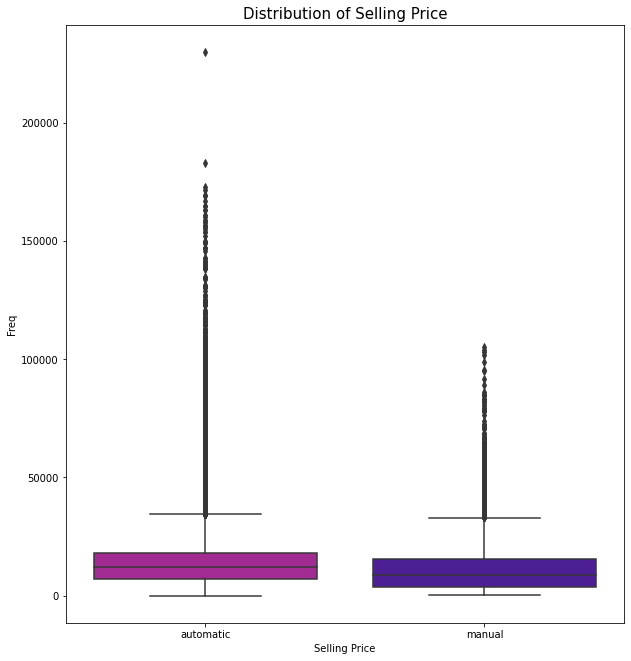 Distribution of Selling Price
200000
150000
100000
50000
0
Freq
automatic
manual
Selling Price